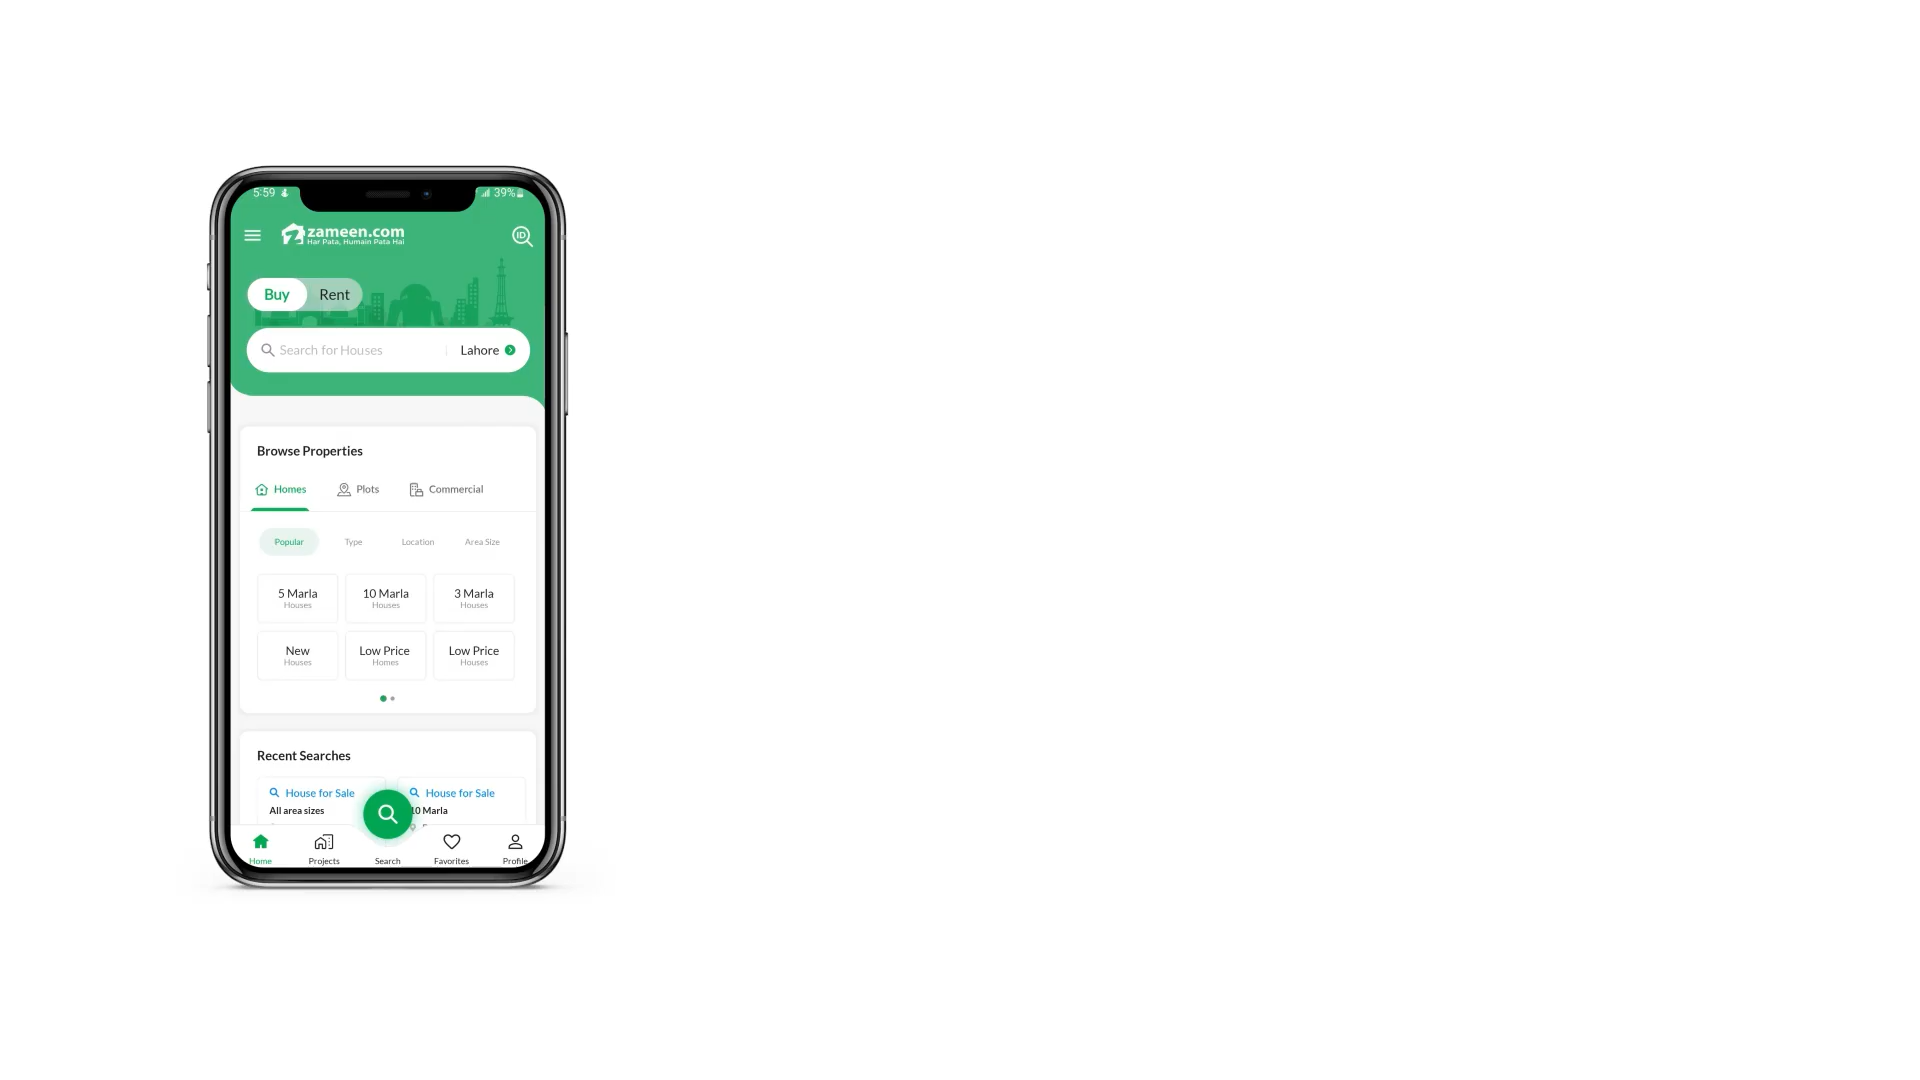 5:59
39%
zameen.com
Har Pata, Humain Pata Hai
ID
Buy Rent
Search for Houses Lahore
Browse Properties
Homes Plots Commercial
Popular Type Location Area Size
5 Marla 10 Marla 3 Marla
Houses Houses Houses
New Low Price Low Price
Houses Homes Houses
Recent Searches
House for Sale House for Sale
All area sizes 10 Marla
Home Projects Search Favorites Profile